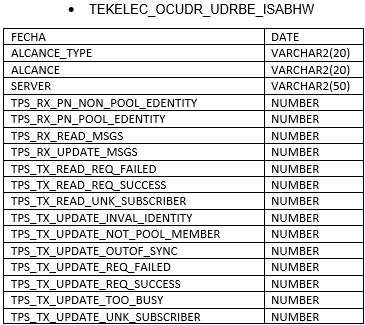 • TEKELEC_OCUDR_UDRBE_ISABHW
FECHA DATE
ALCANCE_TYPE VARCHAR2(20)
ALCANCE VARCHAR2(20)
SERVER VARCHAR2(50)
TPS_RX_PN_NON_POOL_EDENTITY NUMBER
TPS_RX_PN_POOL_EDENTITY NUMBER
TPS_RX_READ_MSGS NUMBER
TPS_RX_UPDATE_MSGS NUMBER
TPS_TX_READ_REQ_FAILED NUMBER
TPS_TX_READ_REQ_SUCCESS NUMBER
TPS_TX_READ_UNK_SUBSCRIBER NUMBER
TPS_TX_UPDATE_INVAL_IDENTITY NUMBER
TPS_TX_UPDATE_NOT_POOL_MEMBER NUMBER
TPS_TX_UPDATE_OUTOF_SYNC NUMBER
TPS_TX_UPDATE_REQ_FAILED NUMBER
TPS_TX_UPDATE_REQ_SUCCESS NUMBER
TPS_TX_UPDATE_TOO_BUSY NUMBER
TPS_TX_UPDATE_UNK_SUBSCRIBER NUMBER